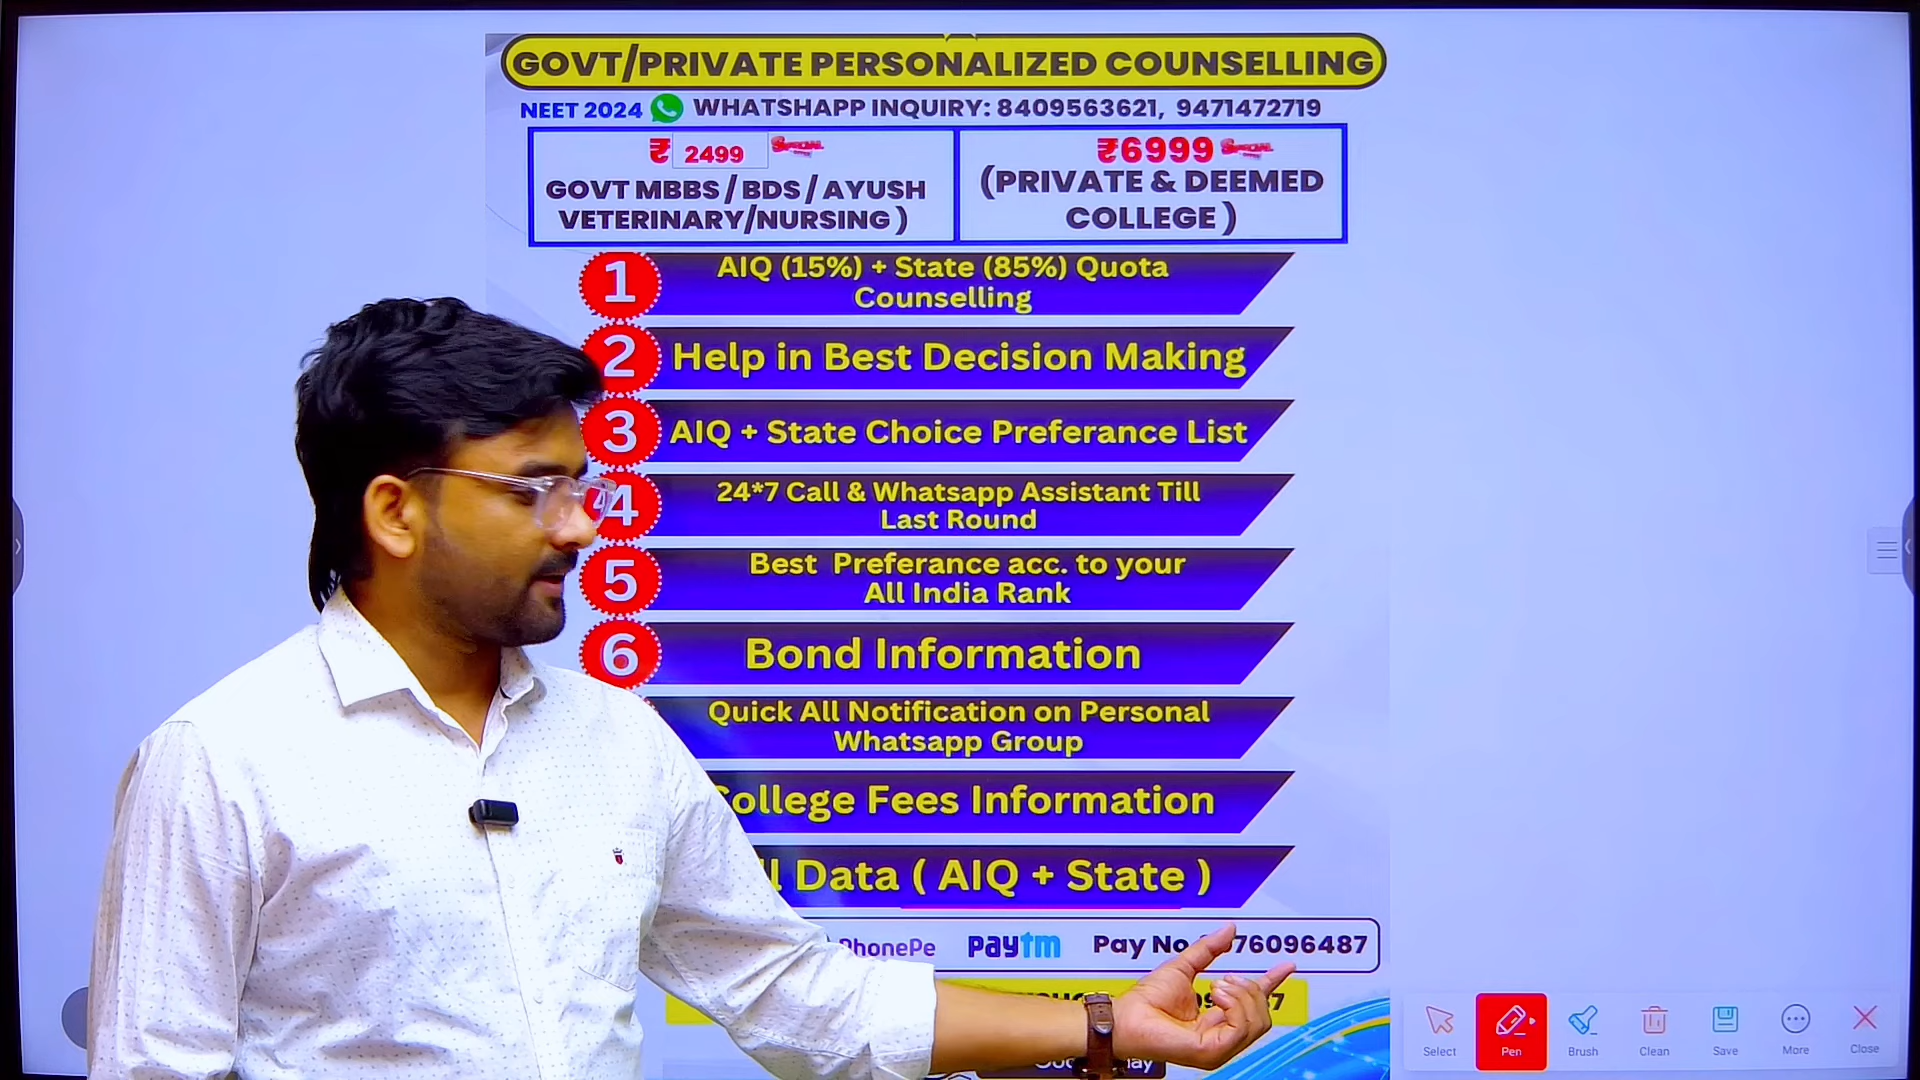 GOVT/PRIVATE PERSONALIZED COUNSELLING
NEET 2024 WHATSHAPP INQUIRY: 8409563621, 9471472719
₹ 2499 SPECIAL
GOVT MBBS / BDS / AYUSH
VETERINARY/NURSING )
₹6999 SPECIAL
(PRIVATE & DEEMED
COLLEGE )
1 AIQ (15%) + State (85%) Quota
Counselling
2 Help in Best Decision Making
3 AIQ + State Choice Preferance List
4 24*7 Call & Whatsapp Assistant Till
Last Round
5 Best Preferance acc. to your
All India Rank
6 Bond Information
Quick All Notification on Personal
Whatsapp Group
College Fees Information
Data ( AIQ + State )
PhonePe paytm Pay No 76096487
Select Pen Brush Clean Save More Close